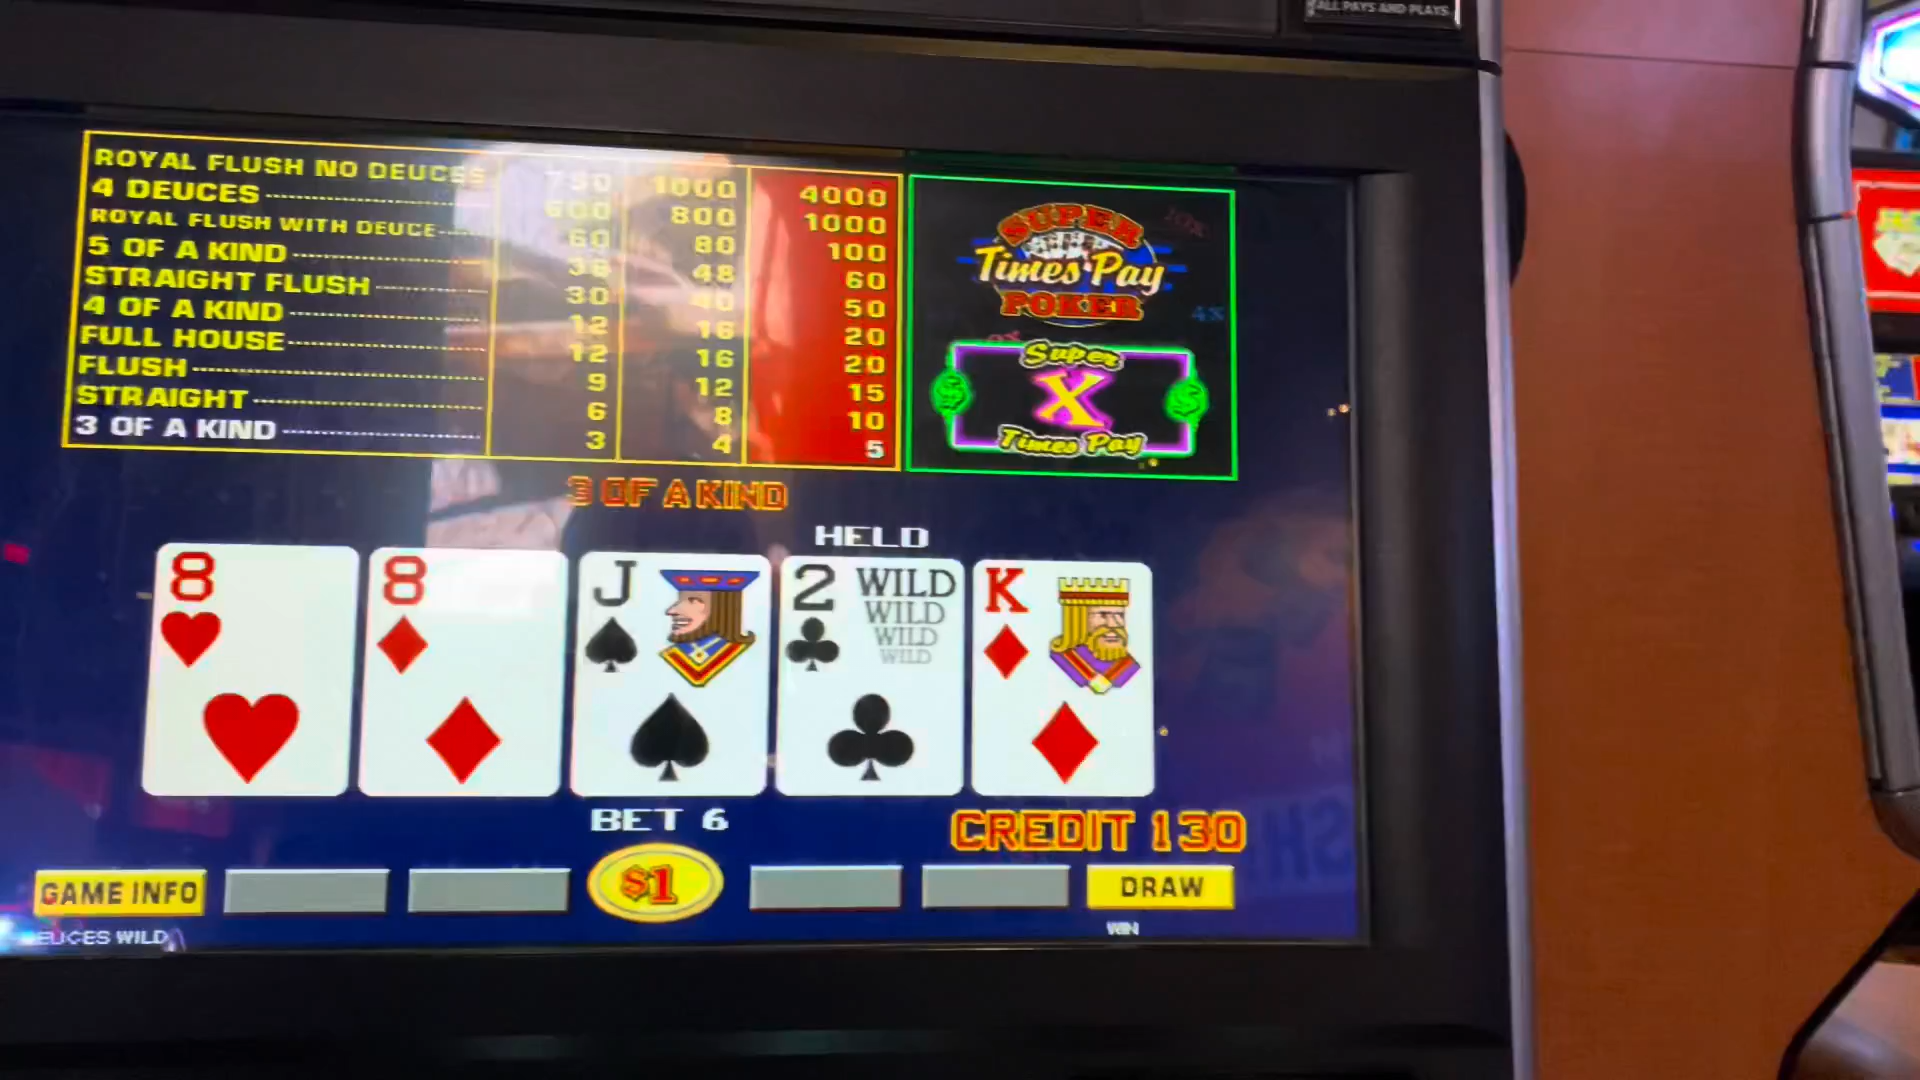 ALL PAYS AND PLAYS
ROYAL FLUSH NO DEUCES 750 1000 4000
4 DEUCES 600 800 1000
ROYAL FLUSH WITH DEUCE 60 80 100
5 OF A KIND 36 48 60
STRAIGHT FLUSH 30 40 50
4 OF A KIND 12 16 20
FULL HOUSE 12 16 20
FLUSH 9 12 15
STRAIGHT 6 8 10
3 OF A KIND 3 4 5
10X
SUPER
Times Pay
POKER
4X
Super
X
Times Pay
$ $
3 OF A KIND
HELD
8 8 J 2 WILD K
WILD
WILD
WILD
BET 6
CREDIT 130
GAME INFO $1 DRAW
DEUCES WILD WIN